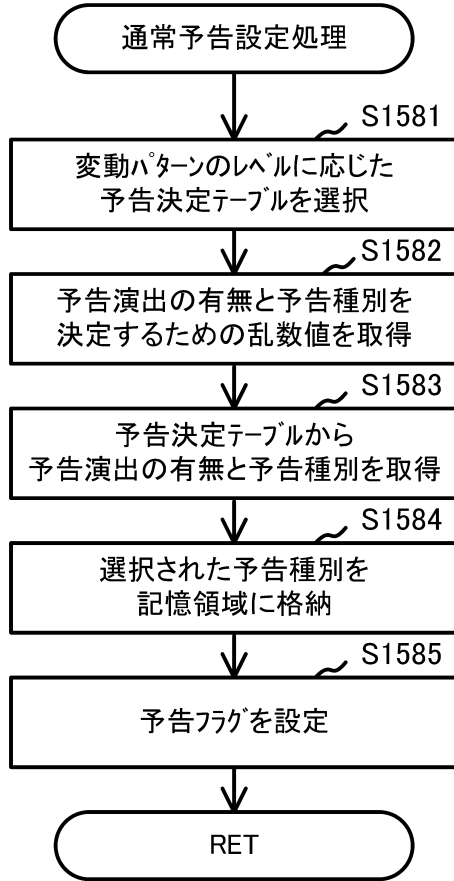 通常予告設定処理
S1581
変動パターンのレベルに応じた
予告決定テーブルを選択
S1582
予告演出の有無と予告種別を
決定するための乱数値を取得
S1583
予告決定テーブルから
予告演出の有無と予告種別を取得
S1584
選択された予告種別を
記憶領域に格納
S1585
予告フラグを設定
RET